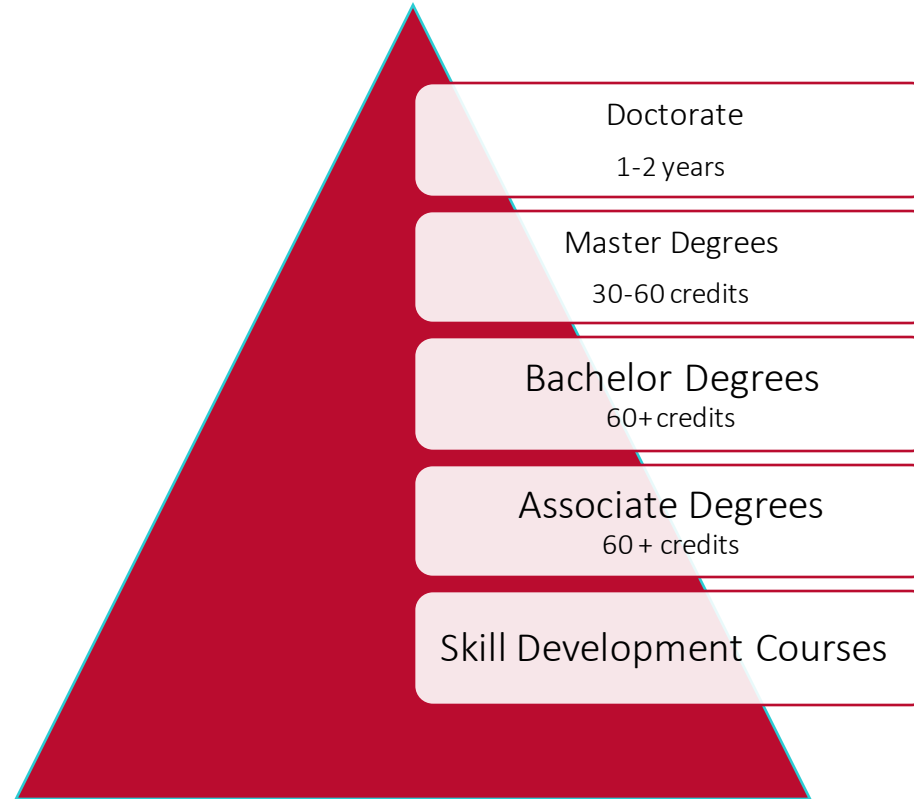 Doctorate
1-2 years
Master Degrees
30-60 credits
Bachelor Degrees
60+ credits
Associate Degrees
60 + credits
Skill Development Courses